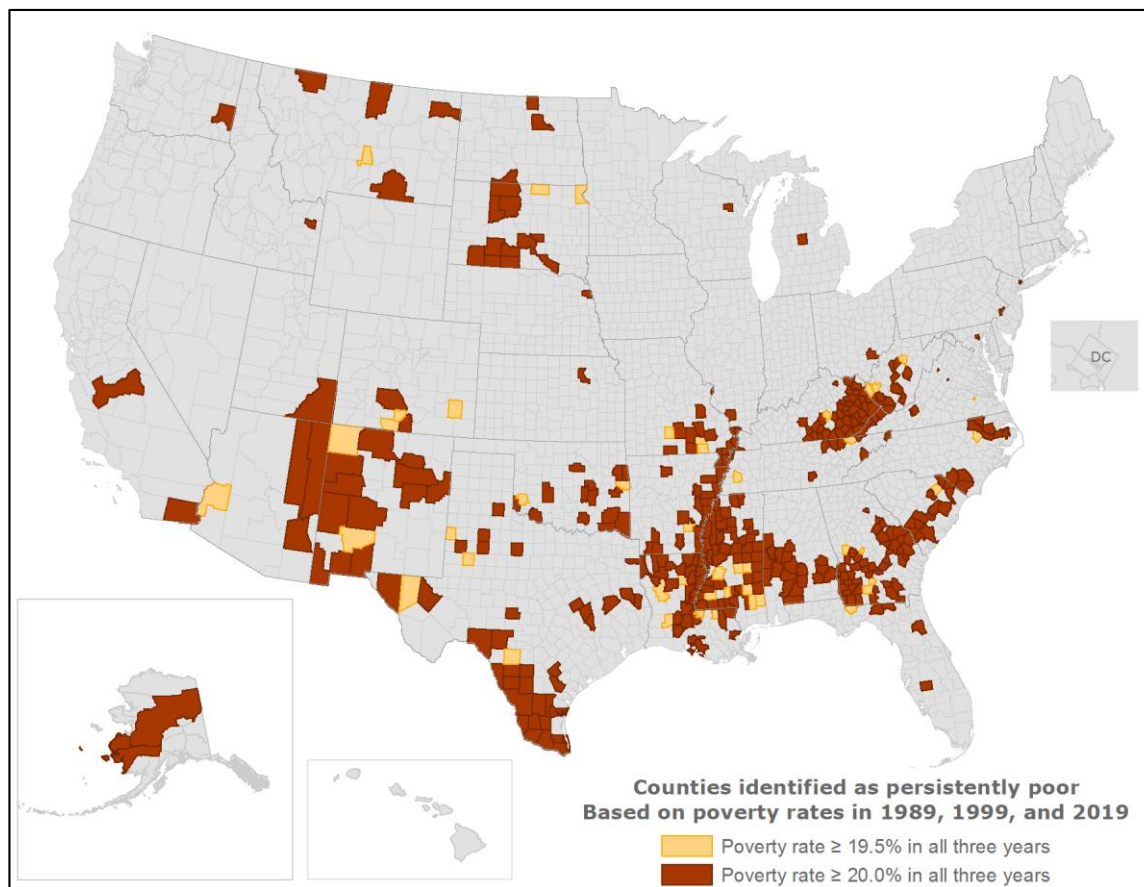 DC
Counties identified as persistently poor
Based on poverty rates in 1989, 1999, and 2019
Poverty rate ≥ 19.5% in all three years
Poverty rate ≥ 20.0% in all three years